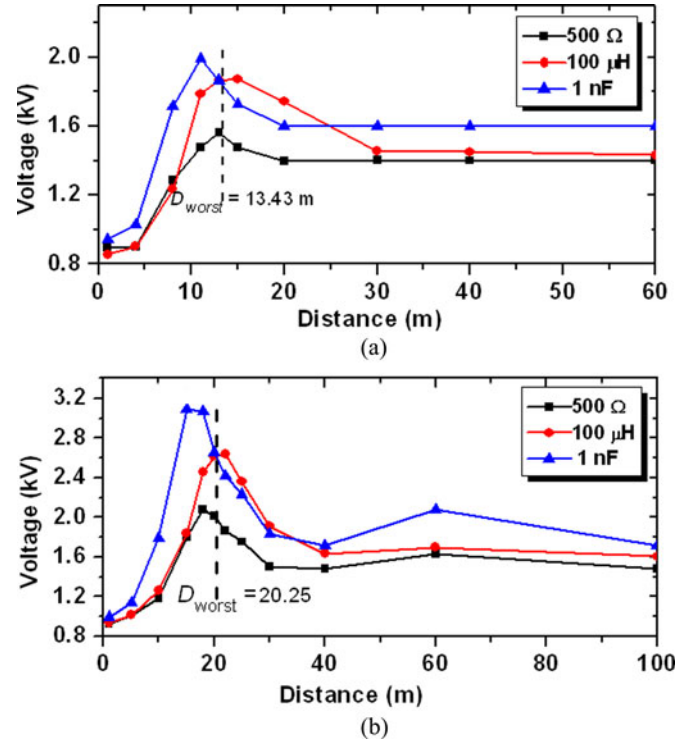 2.0
1.6
1.2
0.8
Voltage (kV)
500 Ω
100 μH
1 nF
Dworst = 13.43 m
0 10 20 30 40 50 60
Distance (m)
(a)
3.2
2.8
2.4
2.0
1.6
1.2
0.8
Voltage (kV)
500 Ω
100 μH
1 nF
Dworst =20.25
0 20 40 60 80 100
Distance (m)
(b)